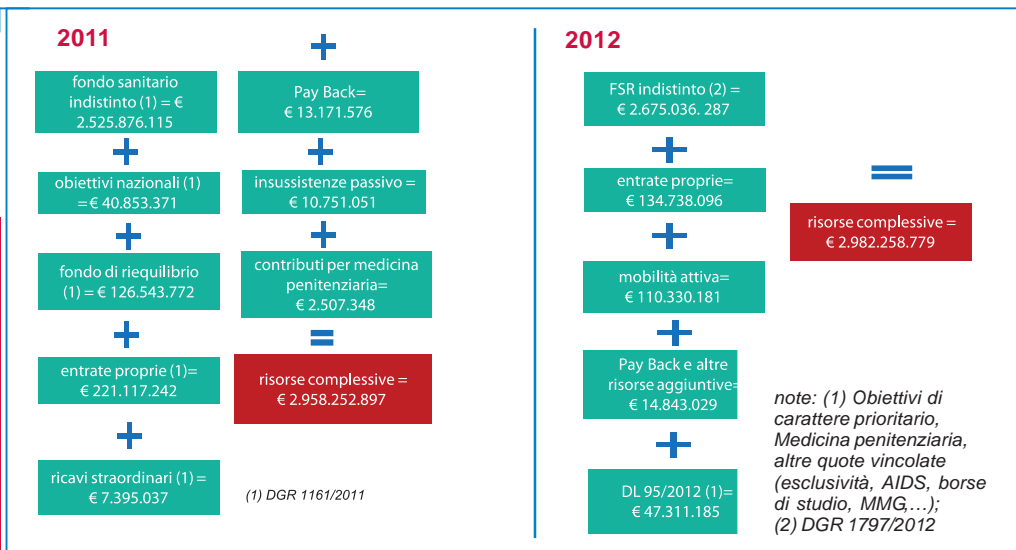 2011
fondo sanitario
indistinto (1) = €
2.525.876.115
+
obiettivi nazionali (1)
= € 40.853.371
+
fondo di riequilibrio
(1) = € 126.543.772
+
entrate proprie (1)=
€ 221.117.242
+
ricavi straordinari (1) =
€ 7.395.037
+
Pay Back=
€ 13.171.576
+
insussistenze passivo =
€ 10.751.051
+
contributi per medicina
penitenziaria=
€ 2.507.348
=
risorse complessive =
€ 2.958.252.897
(1) DGR 1161/2011
2012
FSR indistinto (2) =
€ 2.675.036. 287
+
entrate proprie=
€ 134.738.096
+
mobilità attiva=
€ 110.330.181
+
Pay Back e altre
risorse aggiuntive=
€ 14.843.029
+
DL 95/2012 (1)=
€ 47.311.185
=
risorse complessive =
€ 2.982.258.779
note: (1) Obiettivi di
carattere prioritario,
Medicina penitenziaria,
altre quote vincolate
(esclusività, AIDS, borse
di studio, MMG,…);
(2) DGR 1797/2012